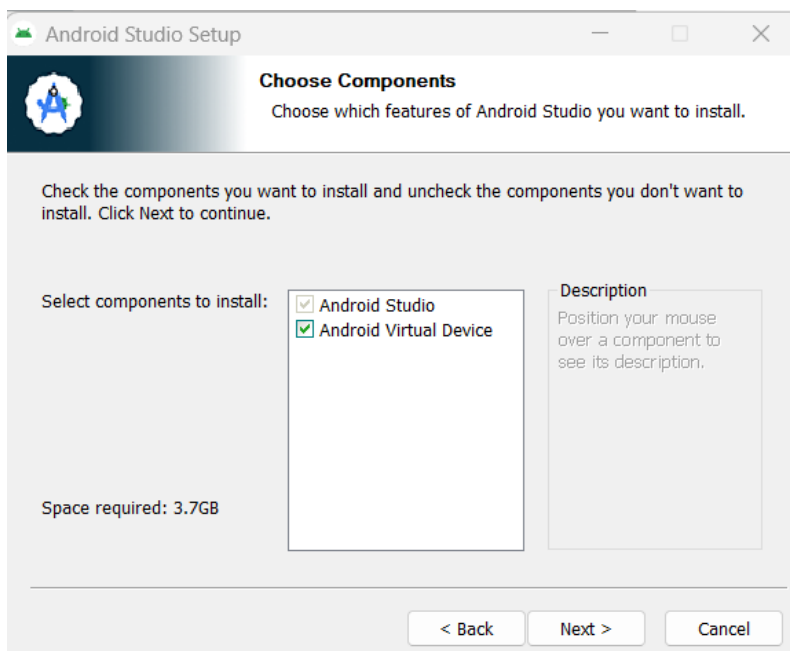 Android Studio Setup
Choose Components
Choose which features of Android Studio you want to install.
Check the components you want to install and uncheck the components you don't want to
install. Click Next to continue.
Select components to install:
Android Studio
Android Virtual Device
Description
Position your mouse
over a component to
see its description.
Space required: 3.7GB
< Back
Next >
Cancel